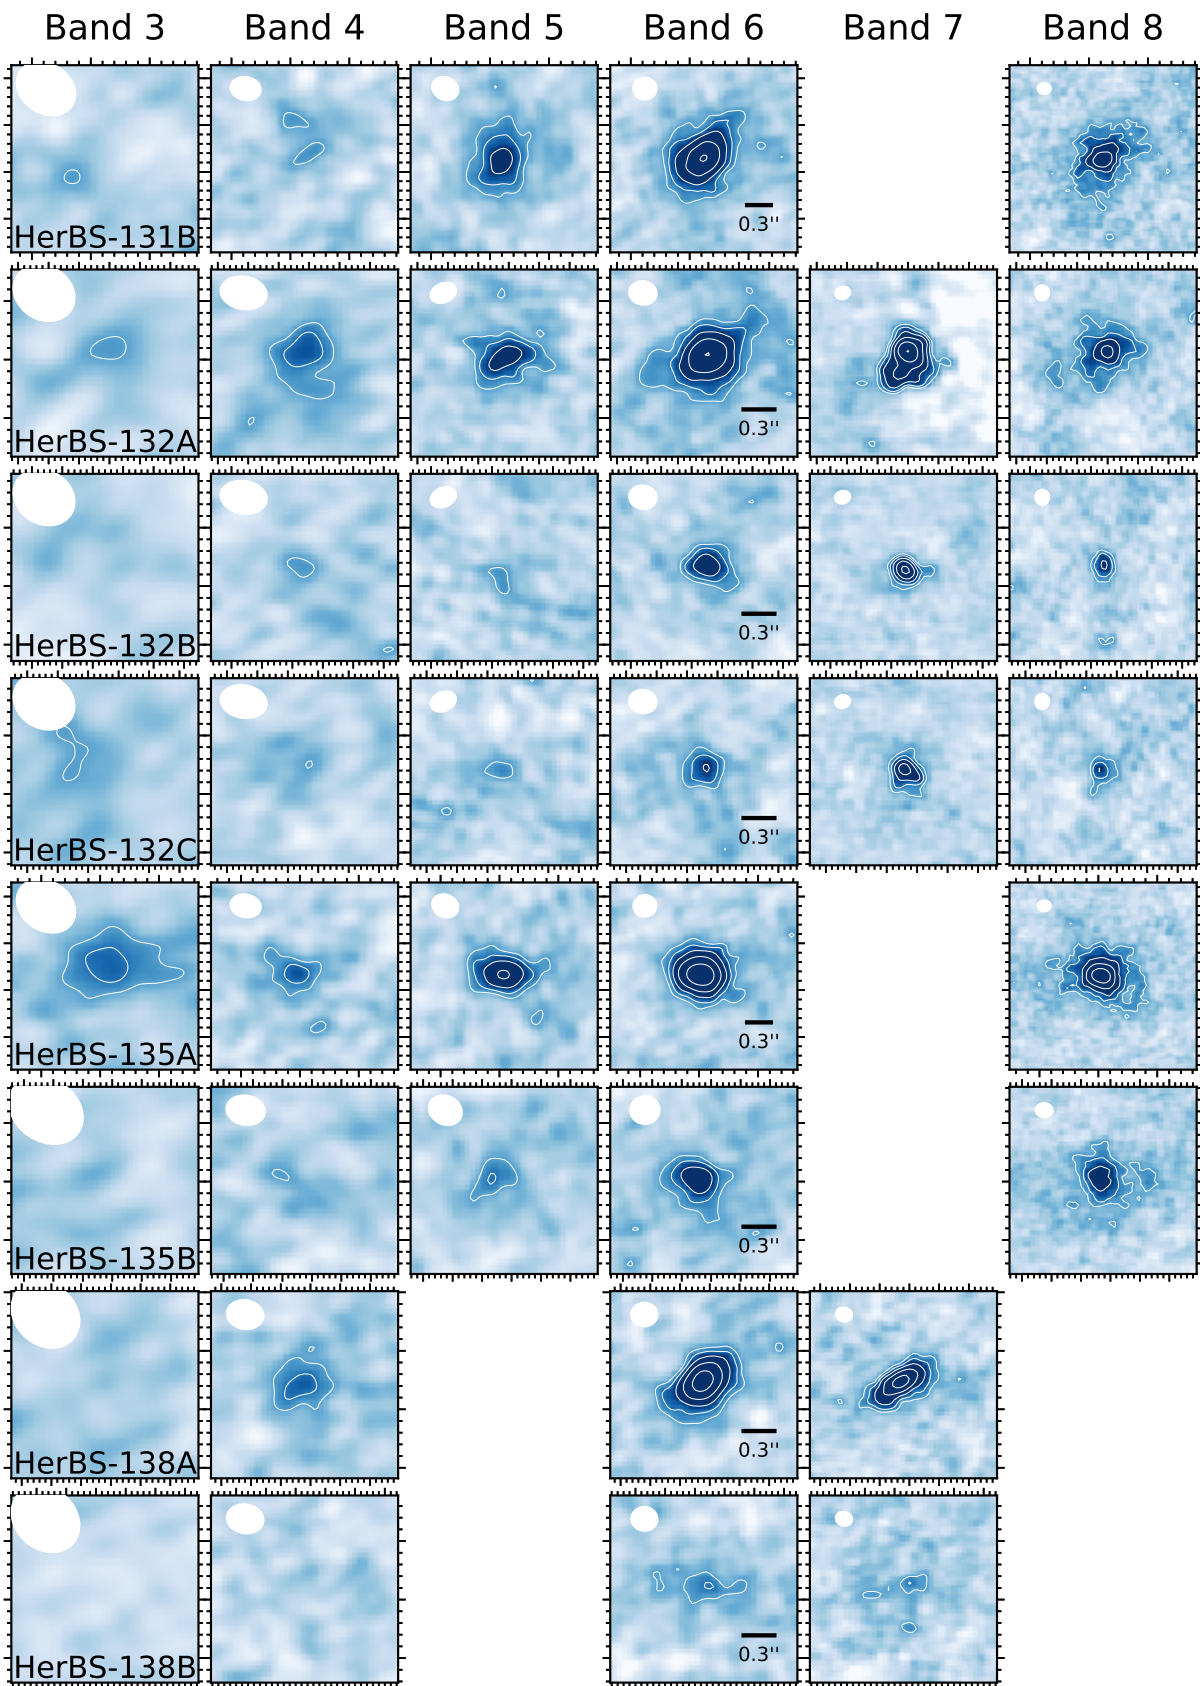 Band 3 Band 4 Band 5 Band 6 Band 7 Band 8
0.3''
HerBS-131B
0.3''
HerBS-132A
0.3''
HerBS-132B
0.3''
HerBS-132C
0.3''
HerBS-135A
0.3''
HerBS-135B
0.3''
HerBS-138A
0.3''
HerBS-138B